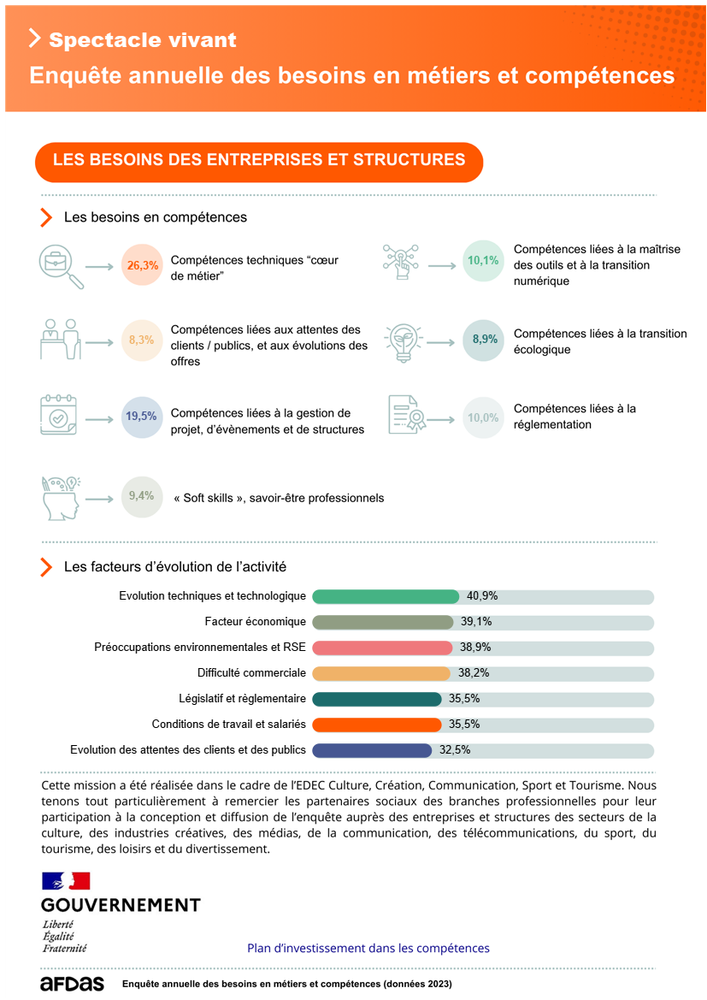 Spectacle vivant
Enquête annuelle des besoins en métiers et compétences
LES BESOINS DES ENTREPRISES ET STRUCTURES
Les besoins en compétences
26,3%
Compétences techniques “cœur
de métier”
10,1%
Compétences liées à la maîtrise
des outils et à la transition
numérique
8,3%
Compétences liées aux attentes des
clients / publics, et aux évolutions des
offres
8,9%
Compétences liées à la transition
écologique
19,5%
Compétences liées à la gestion de
projet, d’évènements et de structures
10,0%
Compétences liées à la
réglementation
9,4%
« Soft skills », savoir-être professionnels
Les facteurs d’évolution de l’activité
Evolution techniques et technologique 40,9%
Facteur économique 39,1%
Préoccupations environnementales et RSE 38,9%
Difficulté commerciale 38,2%
Législatif et règlementaire 35,5%
Conditions de travail et salariés 35,5%
Evolution des attentes des clients et des publics 32,5%
Cette mission a été réalisée dans le cadre de l’EDEC Culture, Création, Communication, Sport et Tourisme. Nous
tenons tout particulièrement à remercier les partenaires sociaux des branches professionnelles pour leur
participation à la conception et diffusion de l’enquête auprès des entreprises et structures des secteurs de la
culture, des industries créatives, des médias, de la communication, des télécommunications, du sport, du
tourisme, des loisirs et du divertissement.
GOUVERNEMENT
Liberté
Égalité
Fraternité
Plan d’investissement dans les compétences
afdas Enquête annuelle des besoins en métiers et compétences (données 2023)